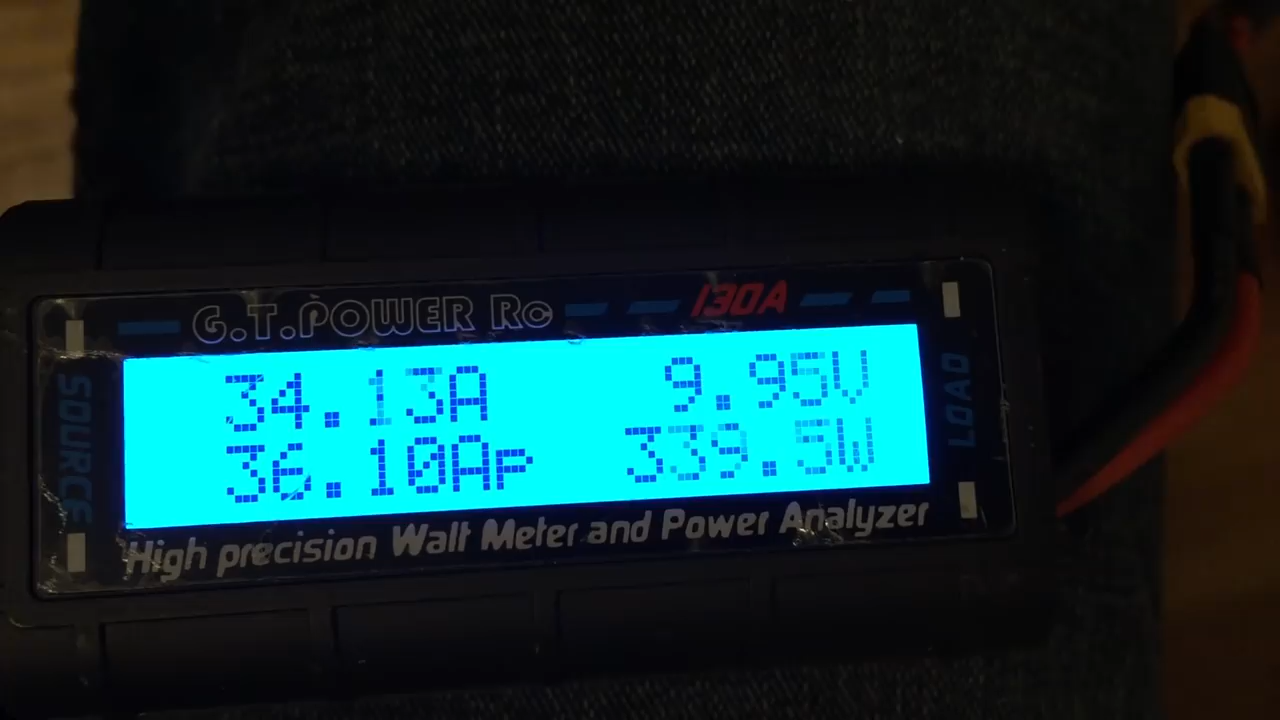 G.T.POWER RC 130A
SOURCE
34.13A 9.95V
36.10Ap 339.5W
LOAD
High precision Watt Meter and Power Analyzer